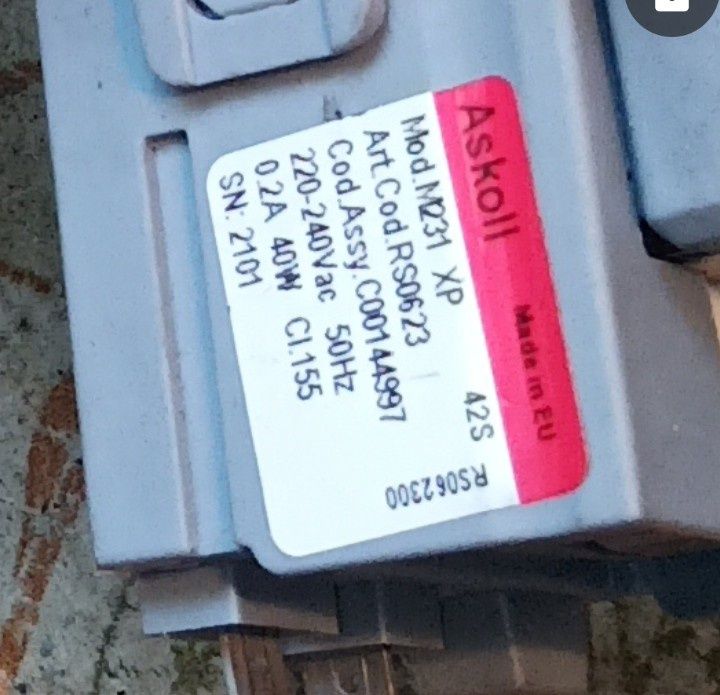 Askoll
Made in EU
Mod.M231 XP
42S
Art.Cod.RS0623
Cod.Assy.C00144997
220-240Vac 50Hz
0.2A 40W Cl.155
SN: 2101
RS062300